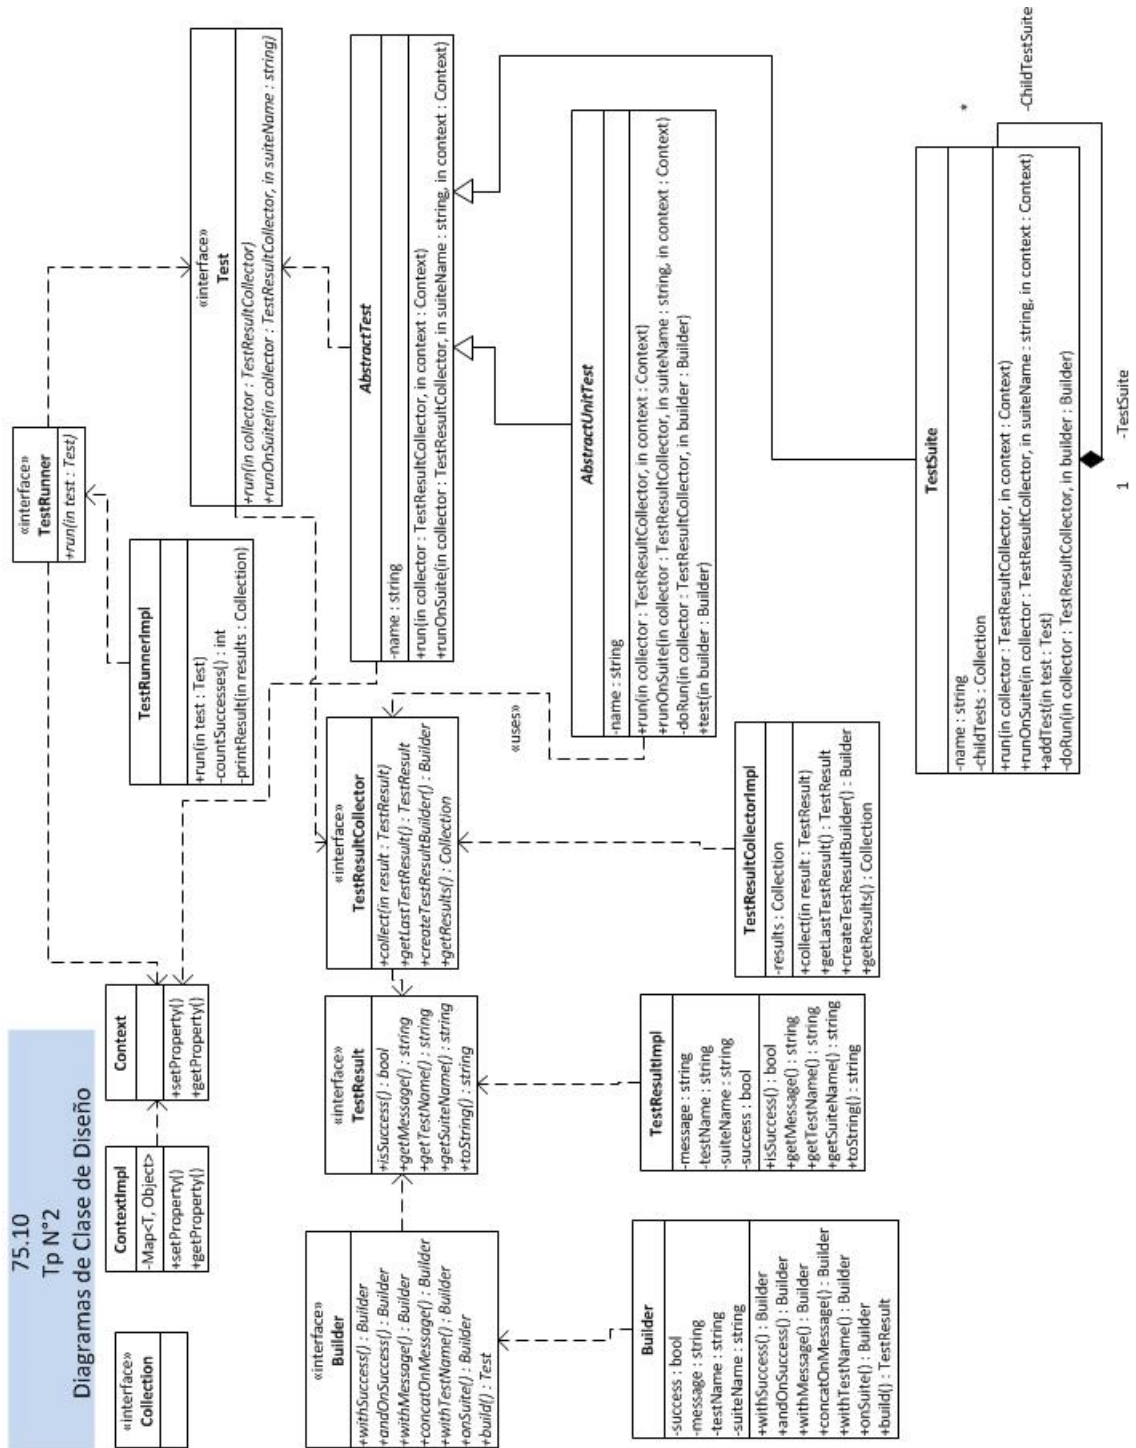 75.10
Tp N°2
Diagramas de Clase de Diseño
«interface»
Collection
ContextImpl
-Map<T, Object>
+setProperty()
+getProperty()
Context
+setProperty()
+getProperty()
«interface»
TestRunner
+run(in test : Test)
TestRunnerImpl
+run(in test : Test)
-countSuccesses() : int
-printResult(in results : Collection)
«interface»
Test
+run(in collector : TestResultCollector)
+runOnSuite(in collector : TestResultCollector, in suiteName : string)
«interface»
Builder
+withSuccess() : Builder
+andOnSuccess() : Builder
+withMessage() : Builder
+concatOnMessage() : Builder
+withTestName() : Builder
+onSuite() : Builder
+build() : Test
«interface»
TestResult
+isSuccess() : bool
+getMessage() : string
+getTestName() : string
+getSuiteName() : string
+toString() : string
«interface»
TestResultCollector
+collect(in result : TestResult)
+getLastTestResult() : TestResult
+createTestResultBuilder() : Builder
+getResults() : Collection
AbstractTest
-name : string
+run(in collector : TestResultCollector, in context : Context)
+runOnSuite(in collector : TestResultCollector, in suiteName : string, in context : Context)
«uses»
AbstractUnitTest
-name : string
+run(in collector : TestResultCollector, in context : Context)
+runOnSuite(in collector : TestResultCollector, in suiteName : string, in context : Context)
-doRun(in collector : TestResultCollector, in builder : Builder)
+test(in builder : Builder)
Builder
-success : bool
-message : string
-testName : string
-suiteName : string
+withSuccess() : Builder
+andOnSuccess() : Builder
+withMessage() : Builder
+concatOnMessage() : Builder
+withTestName() : Builder
+onSuite() : Builder
+build() : TestResult
TestResultImpl
-message : string
-testName : string
-suiteName : string
-success : bool
+isSuccess() : bool
+getMessage() : string
+getTestName() : string
+getSuiteName() : string
+toString() : string
TestResultCollectorImpl
-results : Collection
+collect(in result : TestResult)
+getLastTestResult() : TestResult
+createTestResultBuilder() : Builder
+getResults() : Collection
TestSuite
-name : string
-childTests : Collection
+run(in collector : TestResultCollector, in context : Context)
+runOnSuite(in collector : TestResultCollector, in suiteName : string, in context : Context)
+addTest(in test : Test)
-doRun(in collector : TestResultCollector, in builder : Builder)
*
-ChildTestSuite
1
-TestSuite